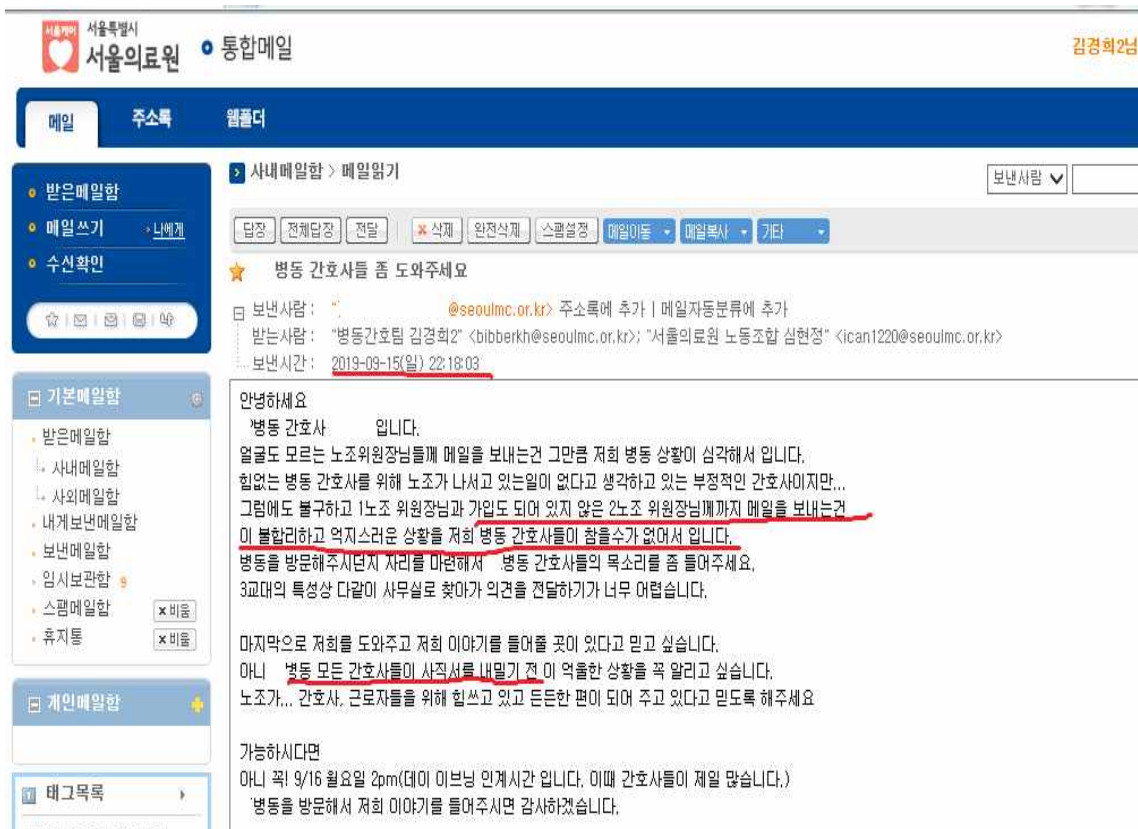 서울케어
서울특별시
서울의료원
통합메일
김경희2님
메일 주소록 웹폴더
받은메일함
메일쓰기 나에게
수신확인
사내메일함 > 메일읽기
보낸사람
답장 전체답장 전달 삭제 완전삭제 스팸설정 메일이동 메일복사 기타
병동 간호사들 좀 도와주세요
보낸사람 : " @seoulmc.or.kr> 주소록에 추가 | 메일자동분류에 추가
받는사람 : "병동간호팀 김경희2" <bibberkh@seoulmc.or.kr>; "서울의료원 노동조합 심현정" <ican1220@seoulmc.or.kr>
보낸시간 : 2019-09-15(일) 22:18:03
기본메일함
받은메일함
사내메일함
사외메일함
내게보낸메일함
보낸메일함
임시보관함 9
스팸메일함 × 비움
휴지통 × 비움
개인메일함
태그목록
안녕하세요
병동 간호사 입니다.
얼굴도 모르는 노조위원장님들께 메일을 보내는건 그만큼 저희 병동 상황이 심각해서 입니다.
힘없는 병동 간호사를 위해 노조가 나서고 있는일이 없다고 생각하고 있는 부정적인 간호사이지만...
그럼에도 불구하고 1노조 위원장님과 가입도 되어 있지 않은 2노조 위원장님께까지 메일을 보내는건
이 불합리하고 억지스러운 상황을 저희 병동 간호사들이 참을수가 없어서 입니다.
병동을 방문해주시던지 자리를 마련해서 병동 간호사들의 목소리를 좀 들어주세요.
3교대의 특성상 다같이 사무실로 찾아가 의견을 전달하기가 너무 어렵습니다.
마지막으로 저희를 도와주고 저희 이야기를 들어줄 곳이 있다고 믿고 싶습니다.
아니 병동 모든 간호사들이 사직서를 내밀기 전 이 억울한 상황을 꼭 알리고 싶습니다.
노조가... 간호사, 근로자들을 위해 힘쓰고 있고 든든한 편이 되어 주고 있다고 믿도록 해주세요
가능하시다면
아니 꼭! 9/16 월요일 2pm(데이 이브닝 인계시간 입니다. 이때 간호사들이 제일 많습니다.)
병동을 방문해서 저희 이야기를 들어주시면 감사하겠습니다.